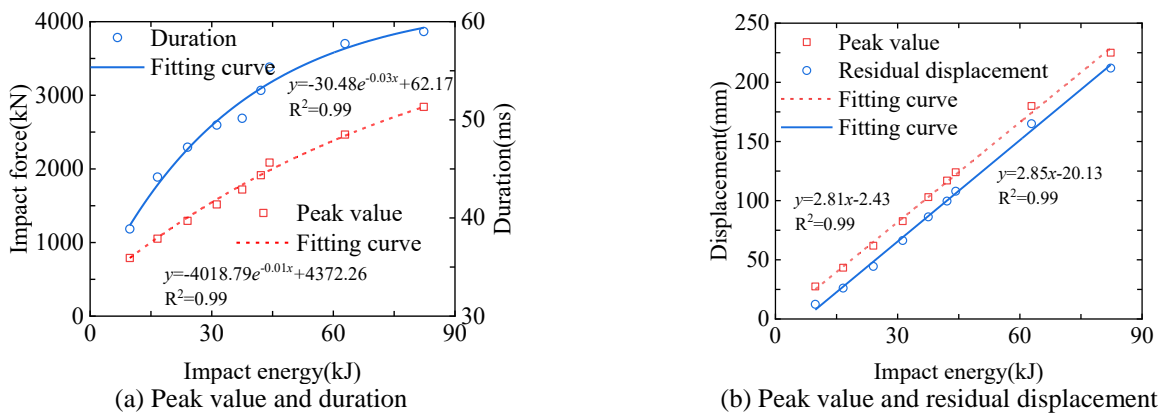 4000
3000
2000
1000
0
Impact force(kN)
60
50
40
30
Duration(ms)
Duration
Fitting curve
y=-30.48e^{-0.03x}+62.17
R²=0.99
Peak value
Fitting curve
y=-4018.79e^{-0.01x}+4372.26
R²=0.99
0 30 60 90
Impact energy(kJ)
(a) Peak value and duration
250
200
150
100
50
0
Displacement(mm)
Peak value
Residual displacement
Fitting curve
Fitting curve
y=2.81x-2.43
R²=0.99
y=2.85x-20.13
R²=0.99
0 30 60 90
Impact energy(kJ)
(b) Peak value and residual displacement